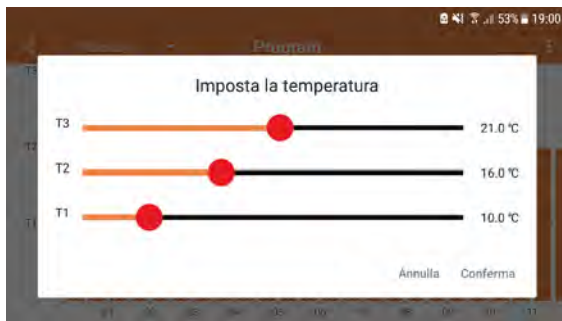 53% 19:00
Program
Imposta la temperatura
T3 21.0 °C
T2 16.0 °C
T1 10.0 °C
Annulla Conferma